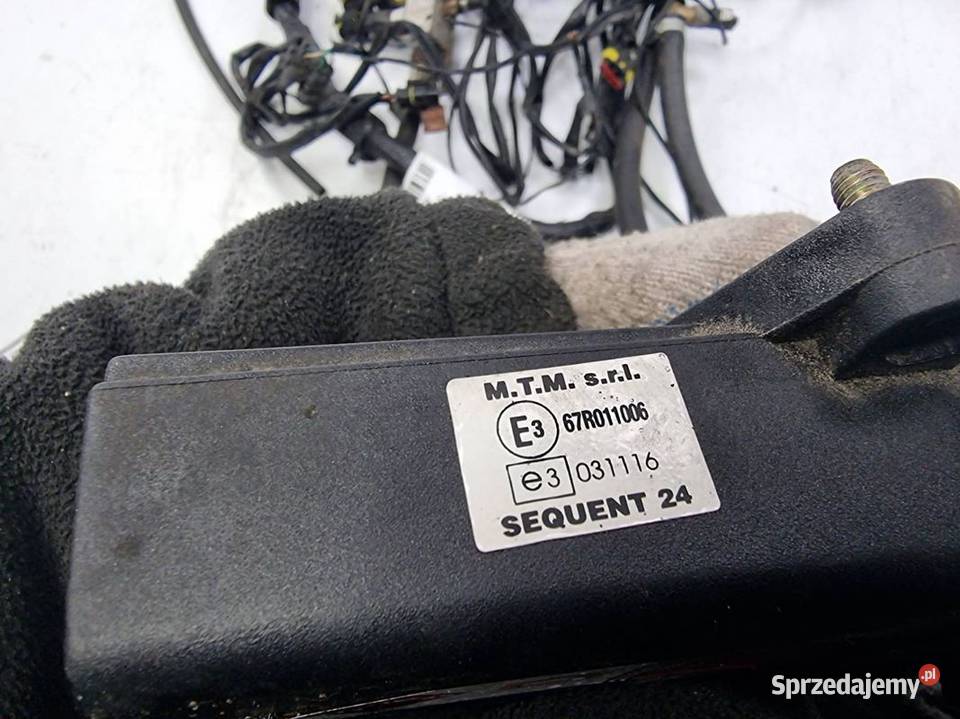 M.T.M. s.r.l.
E3 67R011006
e3 031116
SEQUENT 24
Sprzedajemy.pl